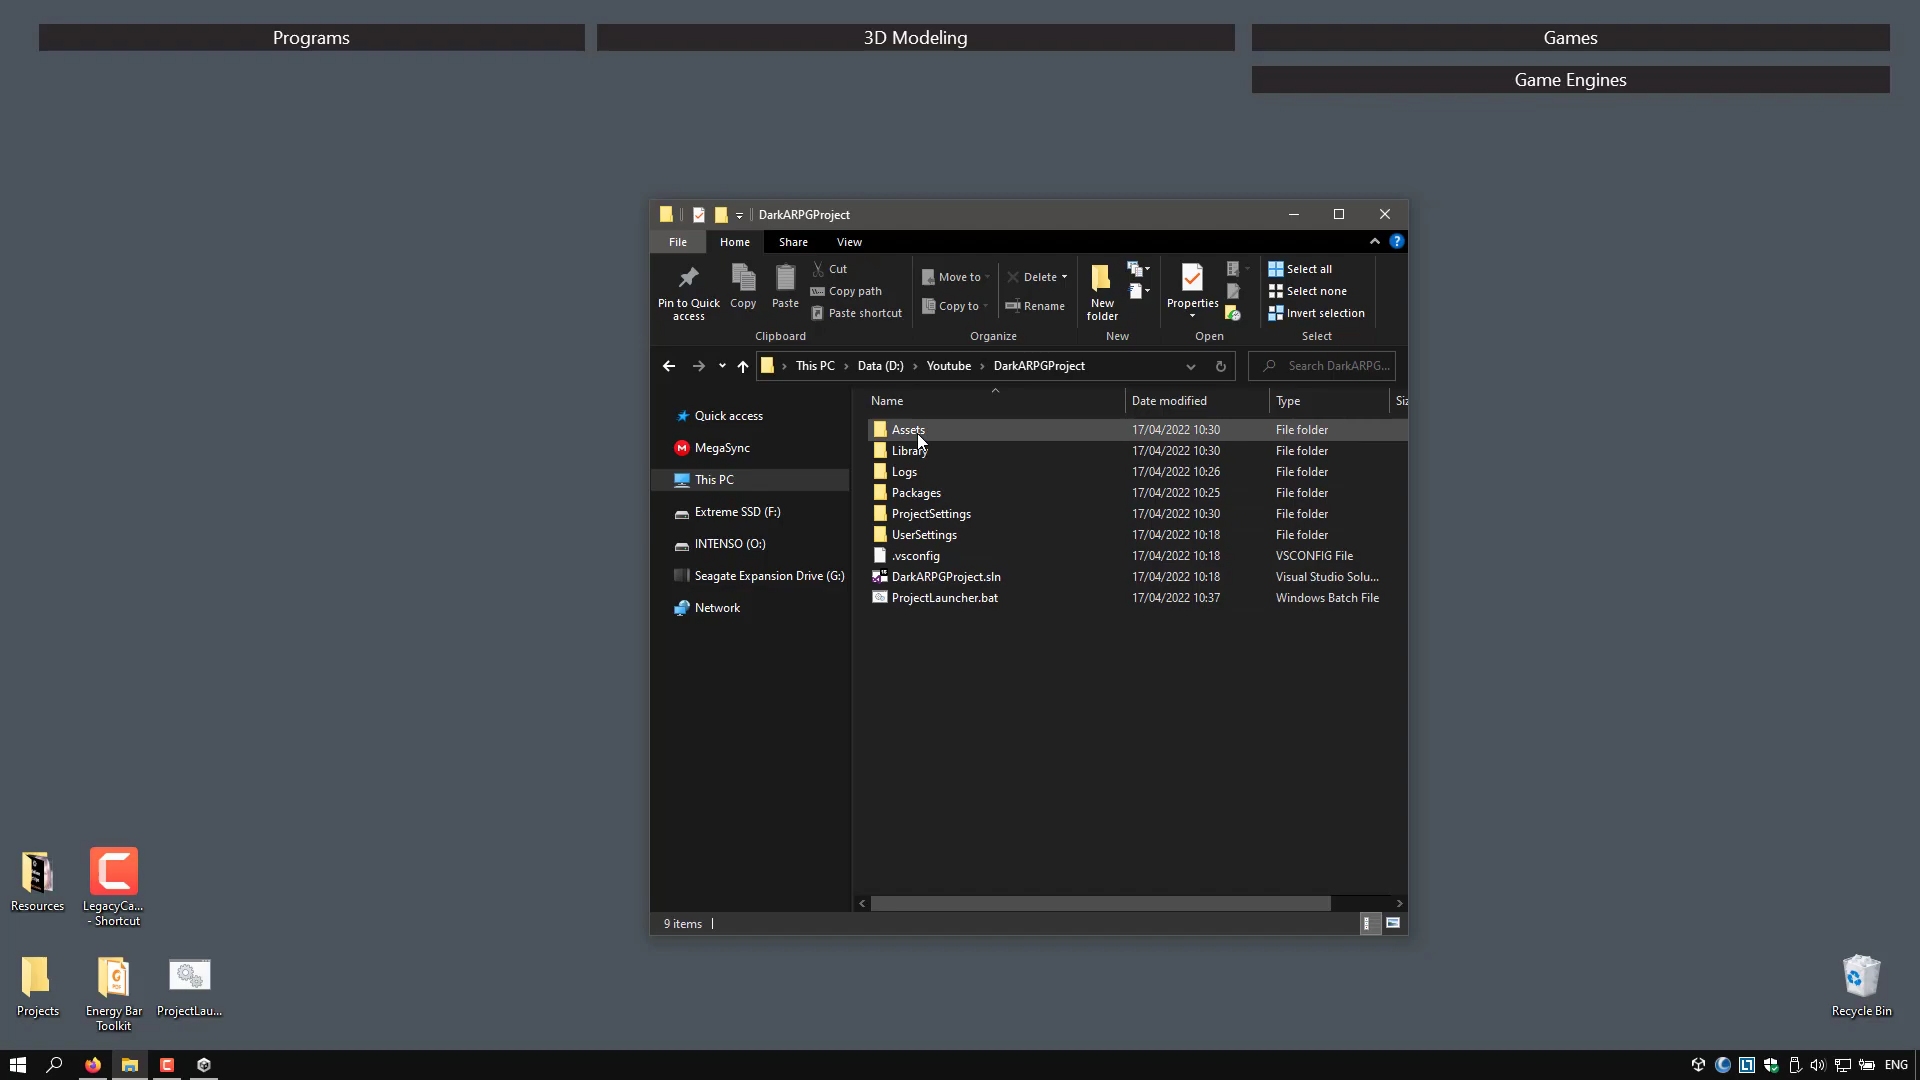 Programs
3D Modeling
Games
Game Engines
DarkARPGProject
File
Home
Share
View
Pin to Quick
access
Copy
Paste
Cut
Copy path
Paste shortcut
Clipboard
Move to
Copy to
Delete
Rename
Organize
New
folder
New
Properties
Open
Select all
Select none
Invert selection
Select
This PC
Data (D:)
Youtube
DarkARPGProject
Search DarkARPG...
Quick access
MegaSync
This PC
Extreme SSD (F:)
INTENSO (O:)
Seagate Expansion Drive (G:)
Network
Name Date modified Type Siz
Assets 17/04/2022 10:30 File folder
Library 17/04/2022 10:30 File folder
Logs 17/04/2022 10:26 File folder
Packages 17/04/2022 10:25 File folder
ProjectSettings 17/04/2022 10:30 File folder
UserSettings 17/04/2022 10:18 File folder
.vsconfig 17/04/2022 10:18 VSCONFIG File
DarkARPGProject.sln 17/04/2022 10:18 Visual Studio Solu...
ProjectLauncher.bat 17/04/2022 10:37 Windows Batch File
9 items
Resources
LegacyCa...
- Shortcut
Projects
Energy Bar
Toolkit
ProjectLau...
Recycle Bin
ENG